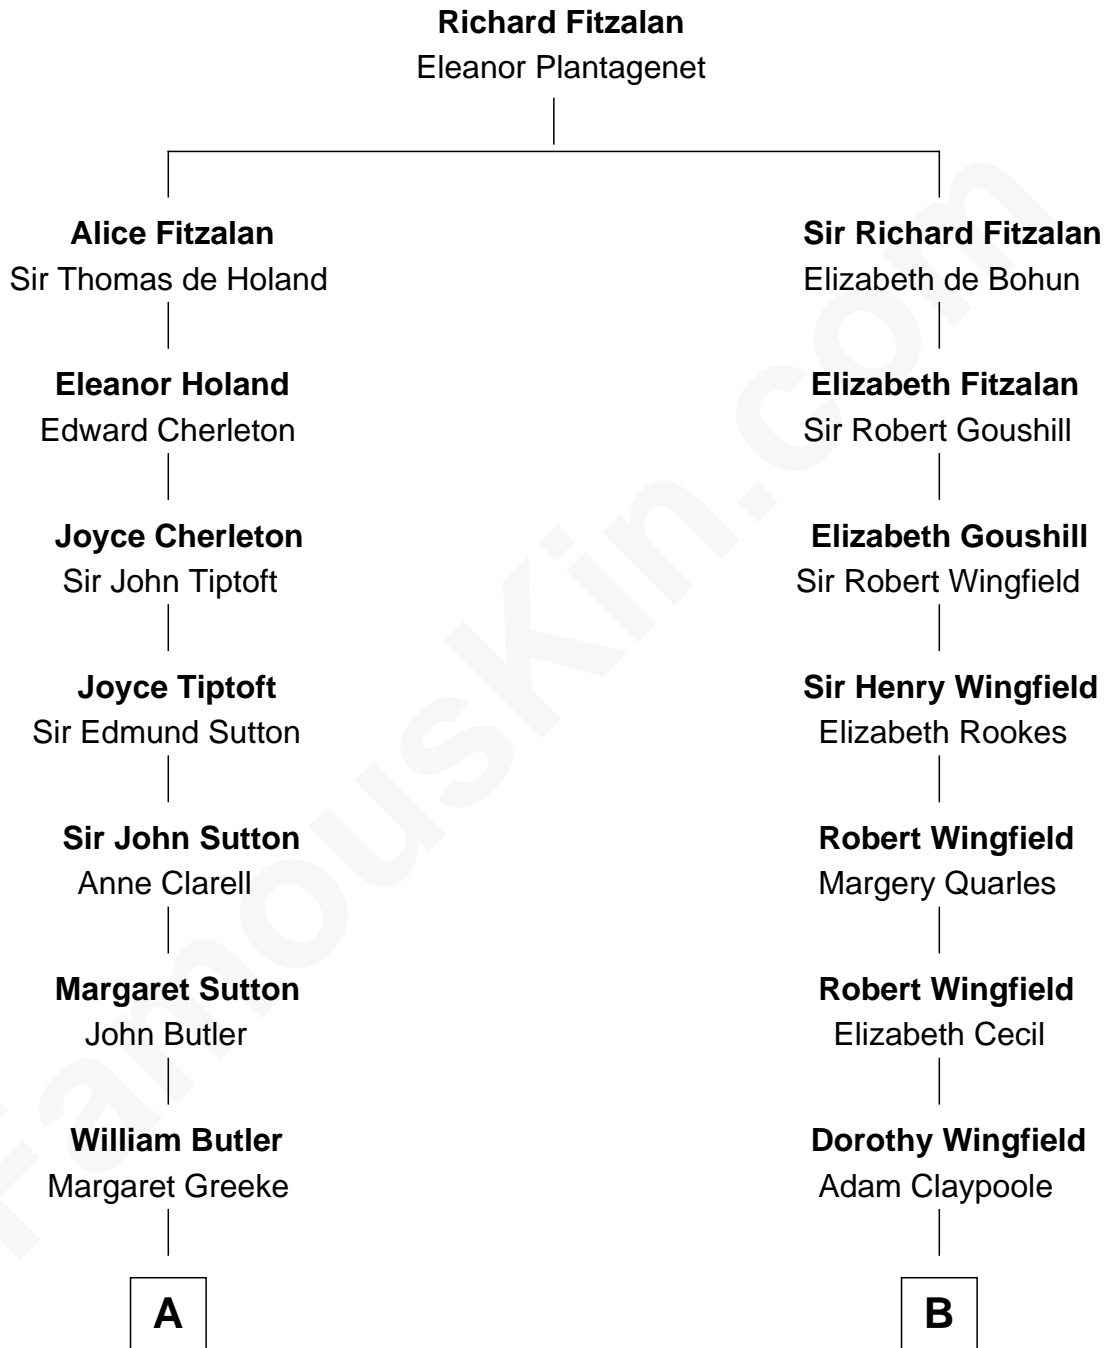 Richard Fitzalan
Eleanor Plantagenet
Alice Fitzalan
Sir Thomas de Holand
Eleanor Holand
Edward Cherleton
Joyce Cherleton
Sir John Tiptoft
Joyce Tiptoft
Sir Edmund Sutton
Sir John Sutton
Anne Clarell
Margaret Sutton
John Butler
William Butler
Margaret Greeke
A
Sir Richard Fitzalan
Elizabeth de Bohun
Elizabeth Fitzalan
Sir Robert Goushill
Elizabeth Goushill
Sir Robert Wingfield
Sir Henry Wingfield
Elizabeth Rookes
Robert Wingfield
Margery Quarles
Robert Wingfield
Elizabeth Cecil
Dorothy Wingfield
Adam Claypoole
B
FamousKin.com